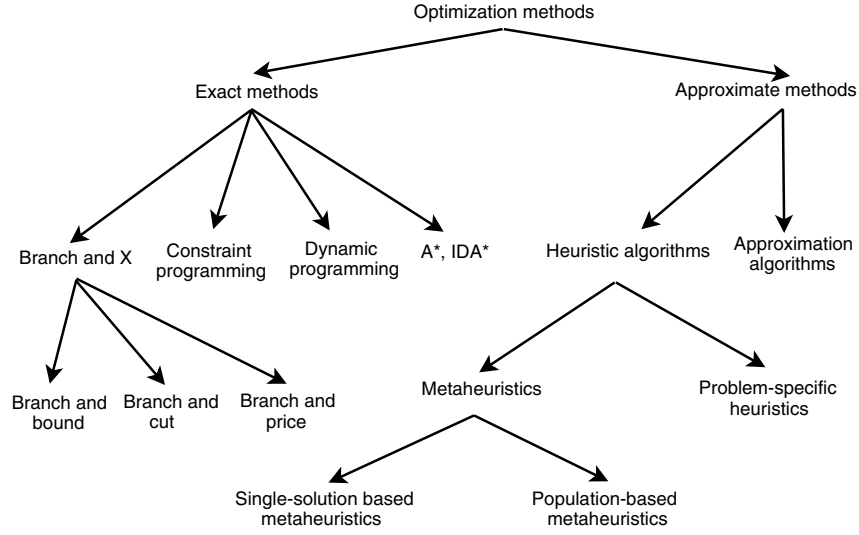 Optimization methods
Exact methods
Approximate methods
Branch and X
Constraint
programming
Dynamic
programming
A*, IDA*
Heuristic algorithms
Approximation
algorithms
Branch and
bound
Branch and
cut
Branch and
price
Metaheuristics
Problem-specific
heuristics
Single-solution based
metaheuristics
Population-based
metaheuristics